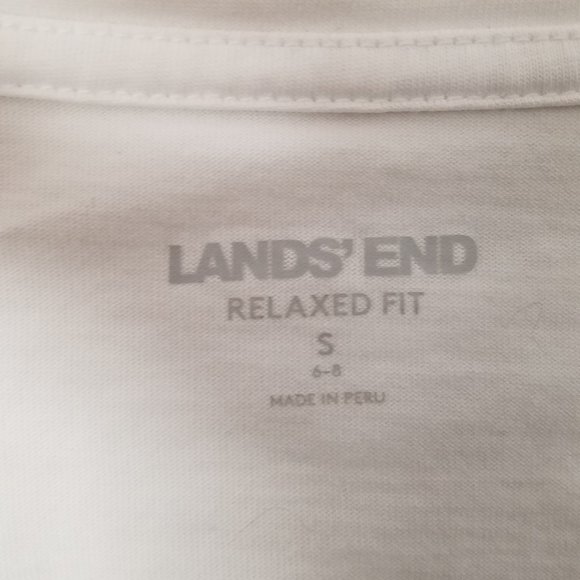 LANDS' END
RELAXED FIT
S
6-8
MADE IN PERU